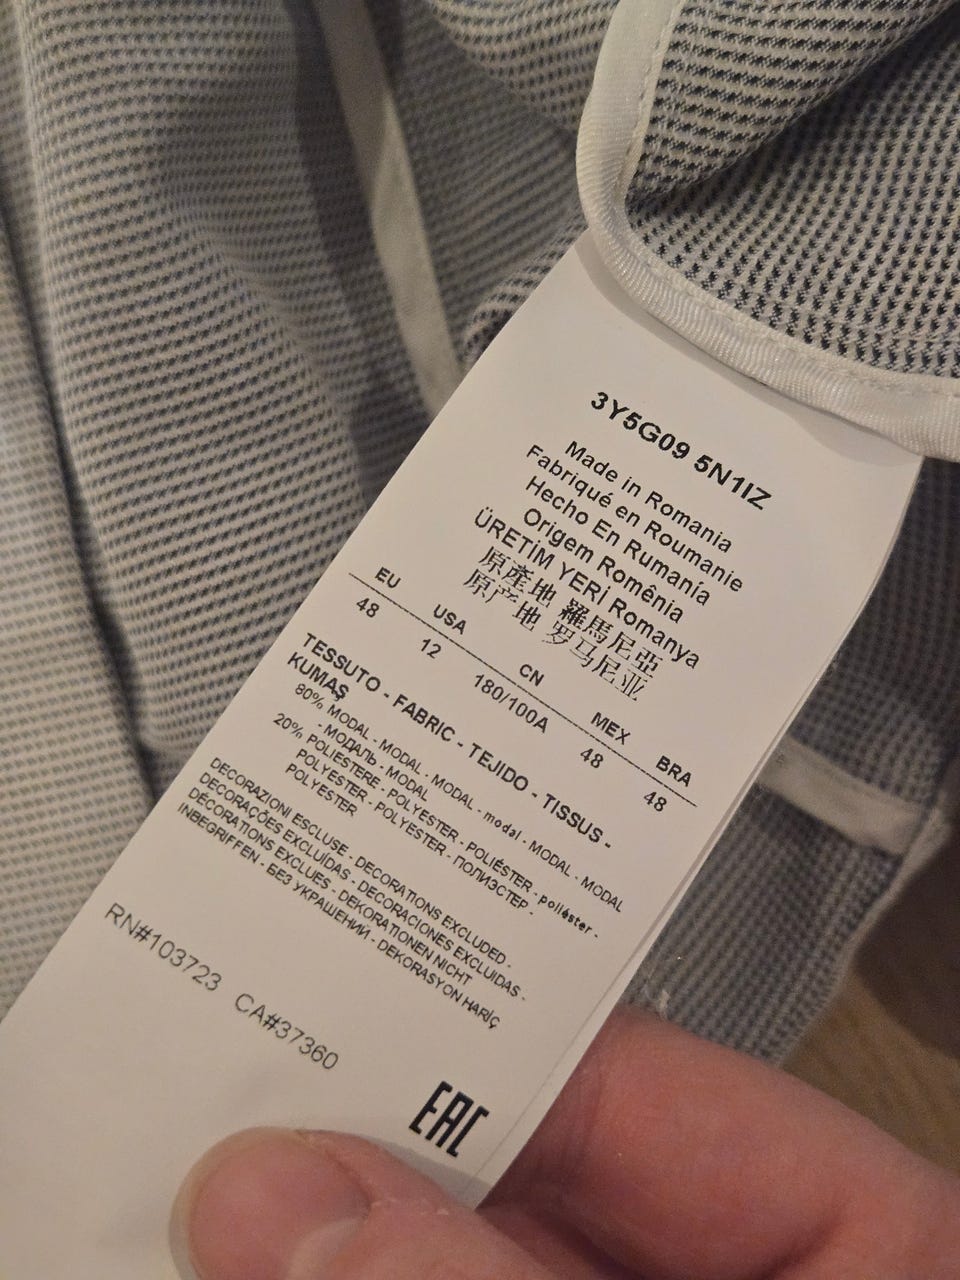 3Y5G09 5N1IZ
Made in Romania
Fabriqué en Roumanie
Hecho En Rumanía
Origem Romênia
ÜRETİM YERİ Romanya
原產地 羅馬尼亞
原产地 罗马尼亚
EU USA CN MEX BRA
48 12 180/100A 48 48
TESSUTO - FABRIC - TEJIDO - TISSUS -
KUMAŞ
80% MODAL - MODAL - MODAL - modal - MODAL - MODAL
- МОДАЛЬ - MODAL
20% POLIESTERE - POLYESTER - POLIÉSTER - poliéster -
POLYESTER - POLYESTER - ПОЛИЭСТЕР -
POLYESTER
DECORAZIONI ESCLUSE - DECORATIONS EXCLUDED -
DECORAÇÕES EXCLUÍDAS - DECORACIONES EXCLUIDAS -
DÉCORATIONS EXCLUES - DEKORATIONEN NICHT
INBEGRIFFEN - БЕЗ УКРАШЕНИЙ - DEKORASYON HARİÇ
RN#103723 CA#37360
EAC